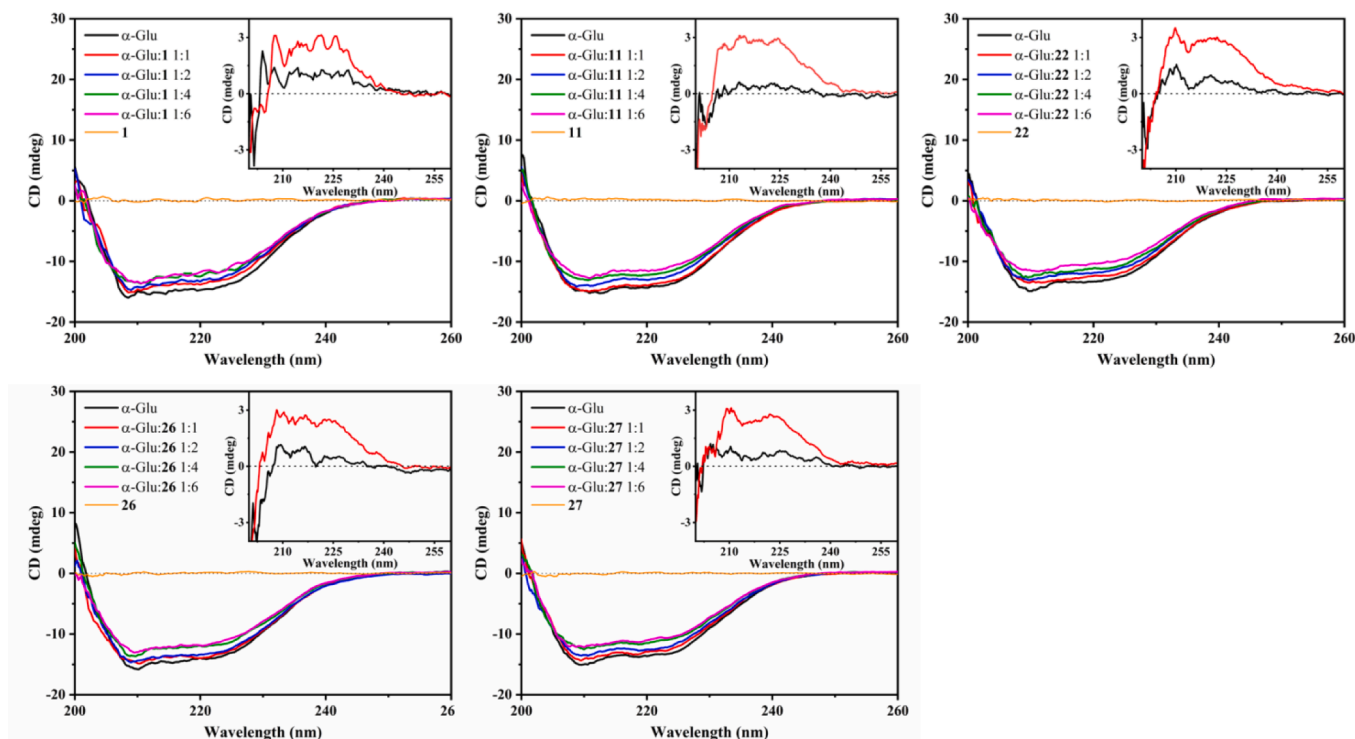 30
20
10
0
-10
-20
CD (mdeg)
α-Glu
α-Glu:1 1:1
α-Glu:1 1:2
α-Glu:1 1:4
α-Glu:1 1:6
1
3
0
-3
CD (mdeg)
210 225 240 255
Wavelength (nm)
200 220 240 260
Wavelength (nm)
30
20
10
0
-10
-20
CD (mdeg)
α-Glu
α-Glu:11 1:1
α-Glu:11 1:2
α-Glu:11 1:4
α-Glu:11 1:6
11
3
0
-3
CD (mdeg)
210 225 240 255
Wavelength (nm)
200 220 240 260
Wavelength (nm)
30
20
10
0
-10
-20
CD (mdeg)
α-Glu
α-Glu:22 1:1
α-Glu:22 1:2
α-Glu:22 1:4
α-Glu:22 1:6
22
3
0
-3
CD (mdeg)
210 225 240 255
Wavelength (nm)
200 220 240 260
Wavelength (nm)
30
20
10
0
-10
-20
CD (mdeg)
α-Glu
α-Glu:26 1:1
α-Glu:26 1:2
α-Glu:26 1:4
α-Glu:26 1:6
26
3
0
-3
CD (mdeg)
210 225 240 255
Wavelength (nm)
200 220 240 26
Wavelength (nm)
30
20
10
0
-10
-20
CD (mdeg)
α-Glu
α-Glu:27 1:1
α-Glu:27 1:2
α-Glu:27 1:4
α-Glu:27 1:6
27
3
0
-3
CD (mdeg)
210 225 240 255
Wavelength (nm)
200 220 240 260
Wavelength (nm)